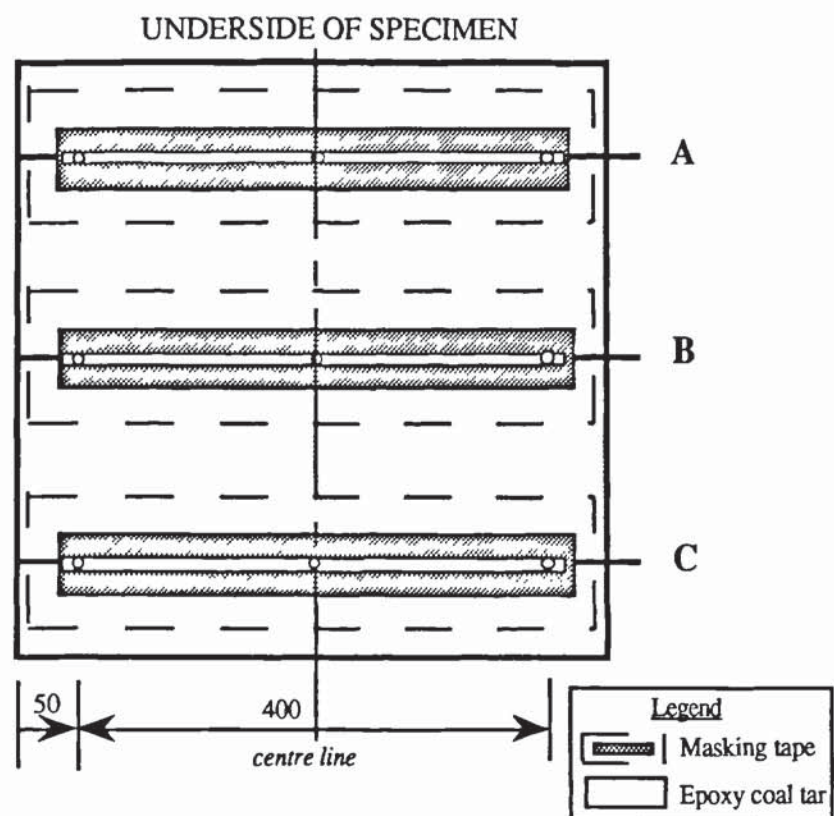 UNDERSIDE OF SPECIMEN
A
B
C
50
400
centre line
Legend
Masking tape
Epoxy coal tar